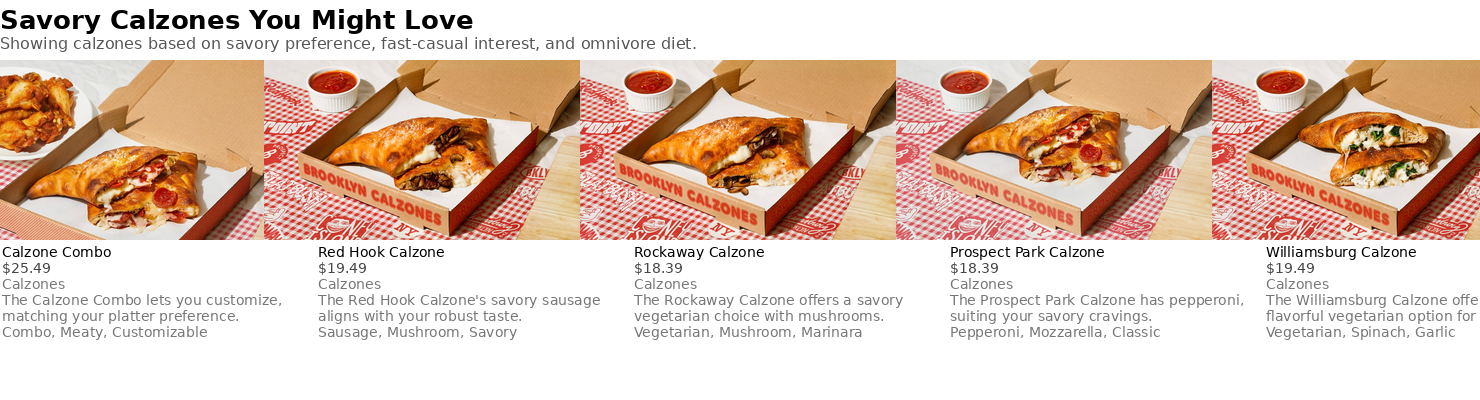 Savory Calzones You Might Love
Showing calzones based on savory preference, fast-casual interest, and omnivore diet.
BROOKLYN CALZONES
BROOKLYN CALZONES
BROOKLYN CALZONES
BROOKLYN CALZONES
Calzone Combo
$25.49
Calzones
The Calzone Combo lets you customize,
matching your platter preference.
Combo, Meaty, Customizable
Red Hook Calzone
$19.49
Calzones
The Red Hook Calzone's savory sausage
aligns with your robust taste.
Sausage, Mushroom, Savory
Rockaway Calzone
$18.39
Calzones
The Rockaway Calzone offers a savory
vegetarian choice with mushrooms.
Vegetarian, Mushroom, Marinara
Prospect Park Calzone
$18.39
Calzones
The Prospect Park Calzone has pepperoni,
suiting your savory cravings.
Pepperoni, Mozzarella, Classic
Williamsburg Calzone
$19.49
Calzones
The Williamsburg Calzone offe
flavorful vegetarian option for
Vegetarian, Spinach, Garlic